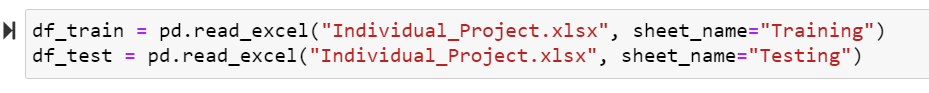 df_train = pd.read_excel("Individual_Project.xlsx", sheet_name="Training")
df_test = pd.read_excel("Individual_Project.xlsx", sheet_name="Testing")